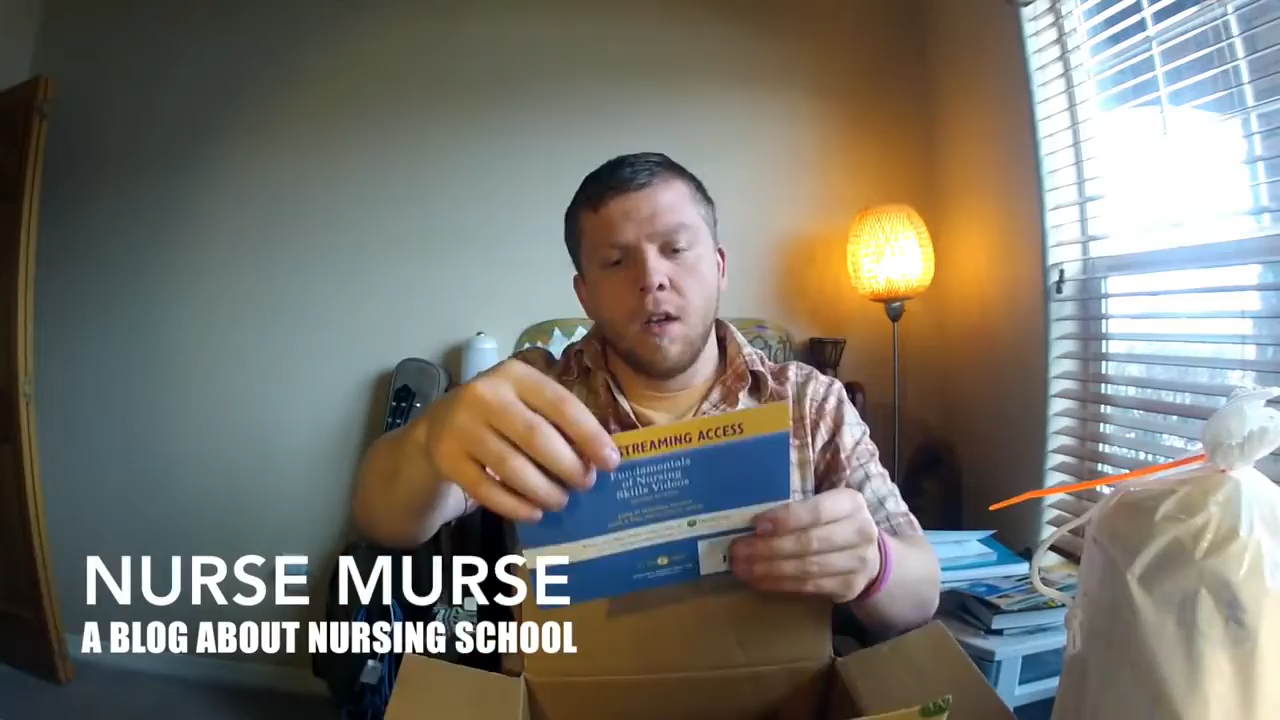 STREAMING ACCESS
Fundamentals
of Nursing
Skills Videos
NURSE MURSE
A BLOG ABOUT NURSING SCHOOL